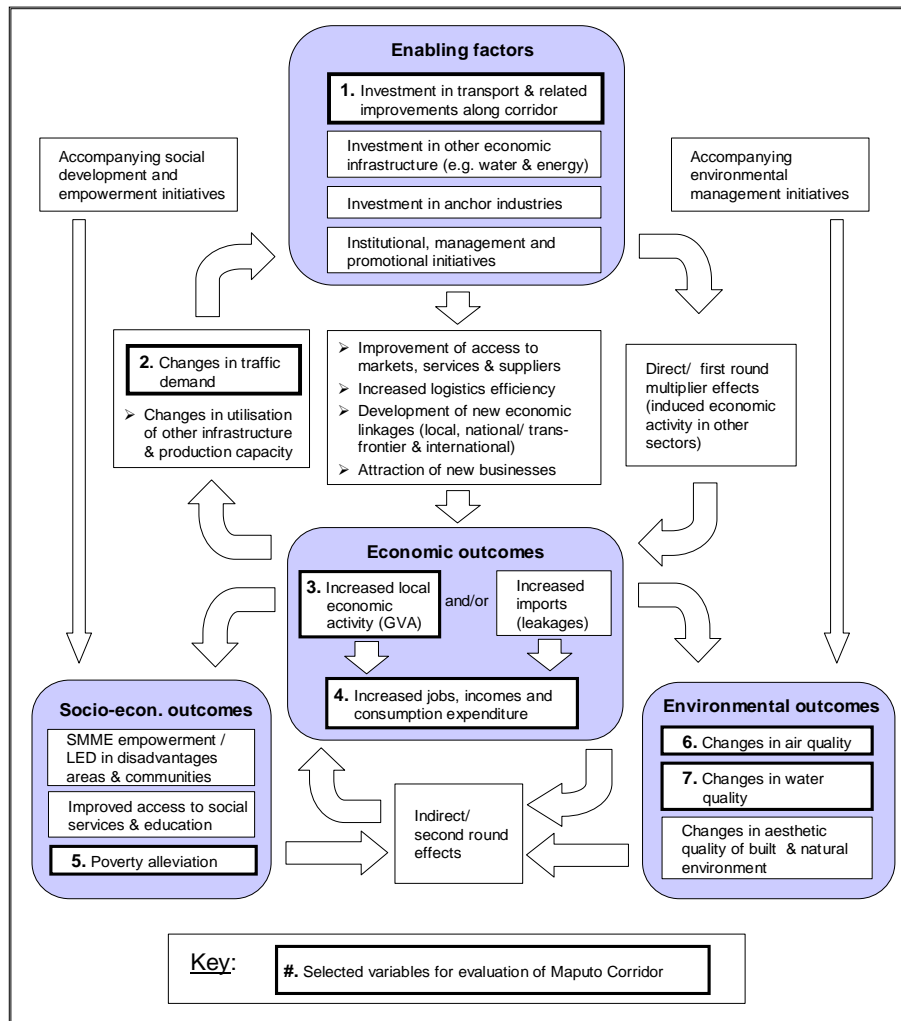 Enabling factors
1. Investment in transport & related
improvements along corridor
Investment in other economic
infrastructure (e.g. water & energy)
Investment in anchor industries
Institutional, management and
promotional initiatives
Accompanying social
development and
empowerment initiatives
Accompanying
environmental
management initiatives
2. Changes in traffic
demand
➢ Changes in utilisation
of other infrastructure
& production capacity
➢ Improvement of access to
markets, services & suppliers
➢ Increased logistics efficiency
➢ Development of new economic
linkages (local, national/ trans-
frontier & international)
➢ Attraction of new businesses
Direct/ first round
multiplier effects
(induced economic
activity in other
sectors)
Economic outcomes
3. Increased local
economic
activity (GVA)
and/or
Increased
imports
(leakages)
4. Increased jobs, incomes and
consumption expenditure
Socio-econ. outcomes
SMME empowerment /
LED in disadvantages
areas & communities
Improved access to social
services & education
5. Poverty alleviation
Indirect/
second round
effects
Environmental outcomes
6. Changes in air quality
7. Changes in water
quality
Changes in aesthetic
quality of built & natural
environment
Key:
#. Selected variables for evaluation of Maputo Corridor